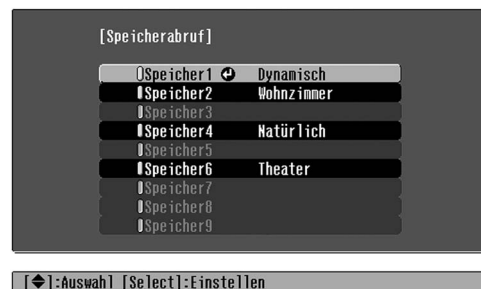 [Speicherabruf]
Speicher1 Dynamisch
Speicher2 Wohnzimmer
Speicher3
Speicher4 Natürlich
Speicher5
Speicher6 Theater
Speicher7
Speicher8
Speicher9
[◆]:Auswahl [Select]:Einstellen